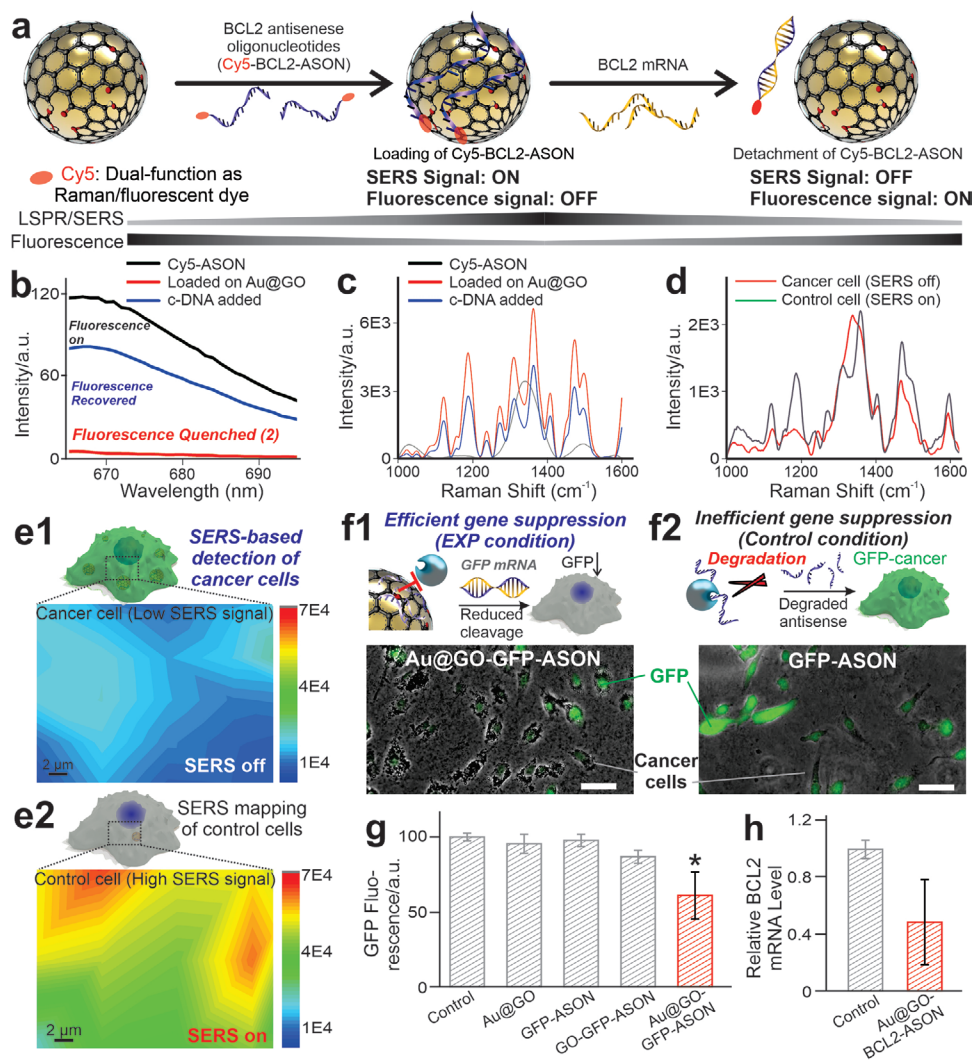 a
BCL2 antisenese
oligonucleotides
(Cy5-BCL2-ASON)
BCL2 mRNA
Cy5: Dual-function as
Raman/fluorescent dye
Loading of Cy5-BCL2-ASON
SERS Signal: ON
Fluorescence signal: OFF
Detachment of Cy5-BCL2-ASON
SERS Signal: OFF
Fluorescence signal: ON
LSPR/SERS
Fluorescence
b
Cy5-ASON
Loaded on Au@GO
c-DNA added
Intensity/a.u.
120
60
0
Fluorescence
on
Fluorescence
Recovered
Fluorescence Quenched (2)
670
680
690
Wavelength (nm)
c
Cy5-ASON
Loaded on Au@GO
c-DNA added
Intensity/a.u.
6E3
3E3
0
1000
1200
1400
1600
Raman Shift (cm⁻¹)
d
Cancer cell (SERS off)
Control cell (SERS on)
Intensity/a.u.
2E3
1E3
0
1000
1200
1400
1600
Raman Shift (cm⁻¹)
e1
SERS-based
detection of
cancer cells
Cancer cell (Low SERS signal)
7E4
4E4
1E4
2 μm
SERS off
e2
SERS mapping
of control cells
Control cell (High SERS signal)
7E4
4E4
1E4
2 μm
SERS on
f1
Efficient gene suppression
(EXP condition)
GFP mRNA
GFP
Reduced
cleavage
Au@GO-GFP-ASON
GFP
Cancer
cells
f2
Inefficient gene suppression
(Control condition)
Degradation
GFP-cancer
Degraded
antisense
GFP-ASON
g
GFP Fluo-
rescence/a.u.
100
50
0
*
Control
Au@GO
GFP-ASON
GO-GFP-ASON
Au@GO-
GFP-ASON
h
Relative BCL2
mRNA Level
1.2
0.8
0.4
0
Control
Au@GO-
BCL2-ASON